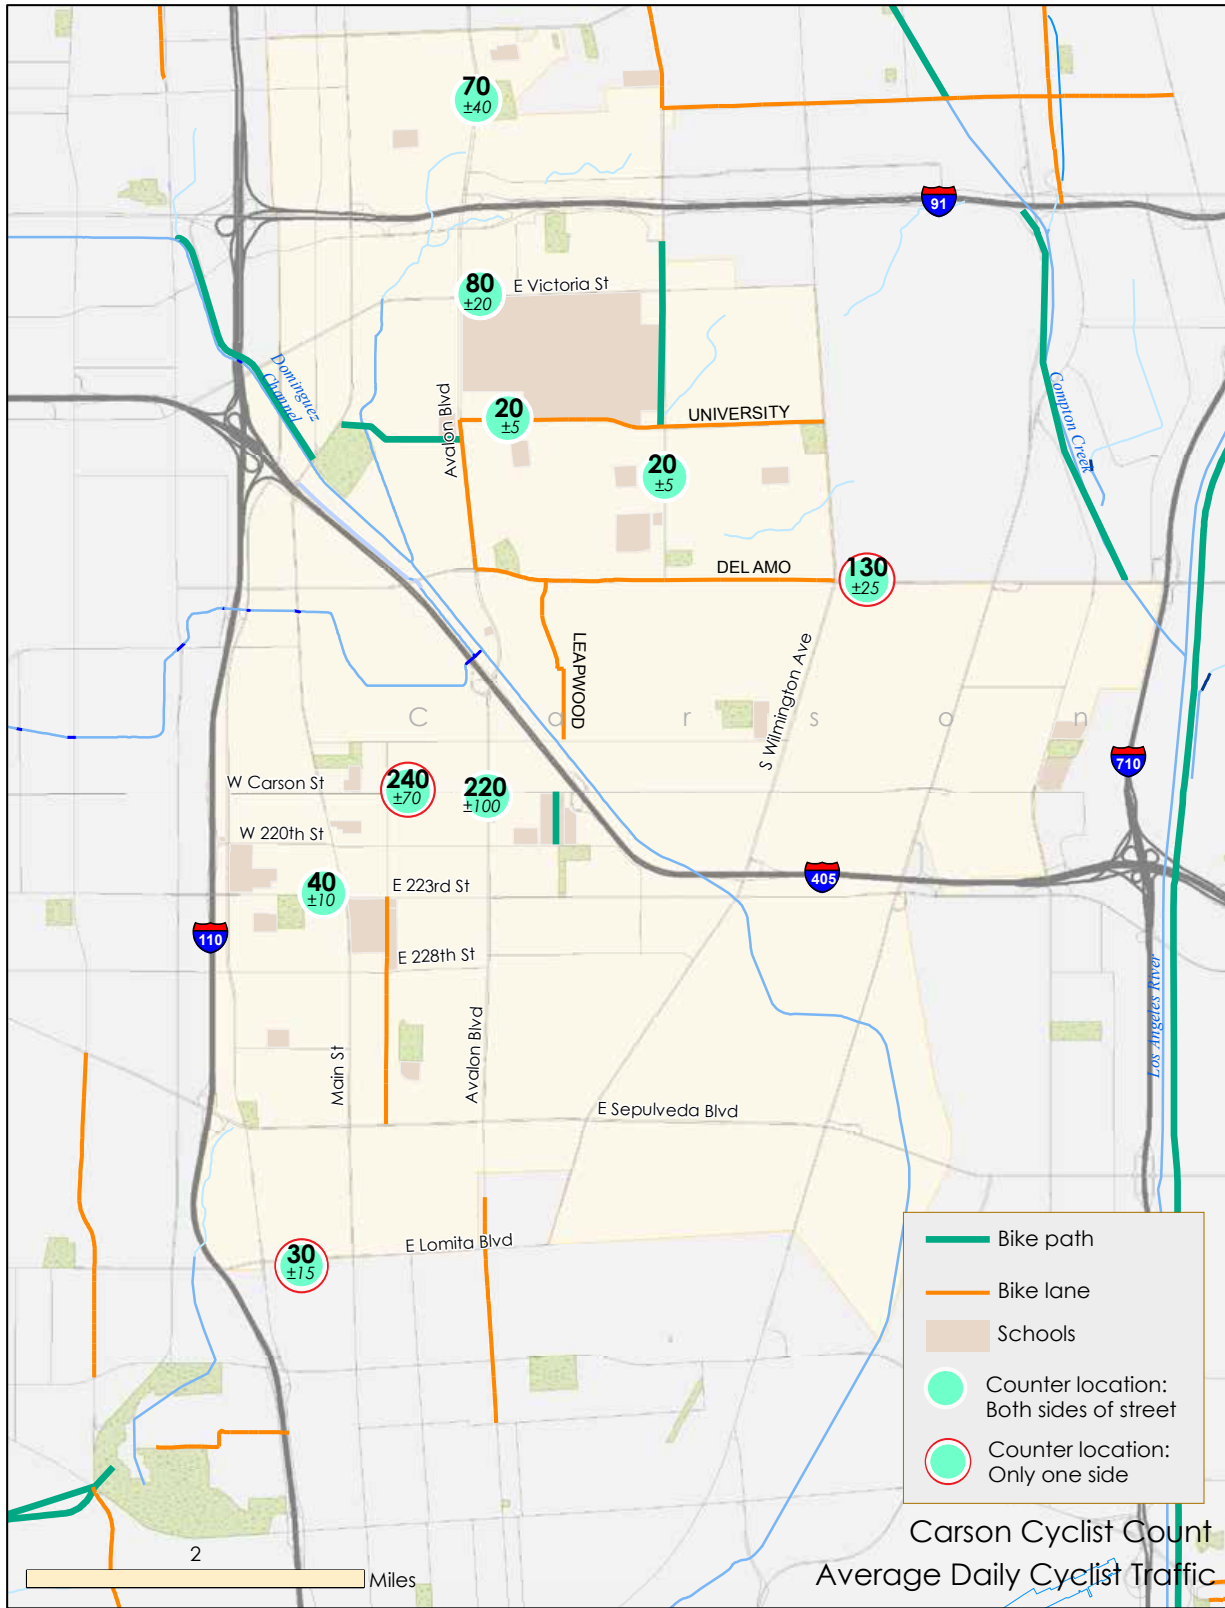 70
±40
91
80
±20
E Victoria St
Dominguez
Channel
Avalon Blvd
20
±5
UNIVERSITY
Compton Creek
20
±5
DEL AMO
130
±25
LEAPWOOD
S Wilmington Ave
C a r s o n
W Carson St
240
±70
220
±100
710
W 220th St
40
±10
E 223rd St
405
110
E 228th St
Los Angeles River
Main St
Avalon Blvd
E Sepulveda Blvd
E Lomita Blvd
30
±15
Bike path
Bike lane
Schools
Counter location:
Both sides of street
Counter location:
Only one side
Carson Cyclist Count
Average Daily Cyclist Traffic
2
Miles